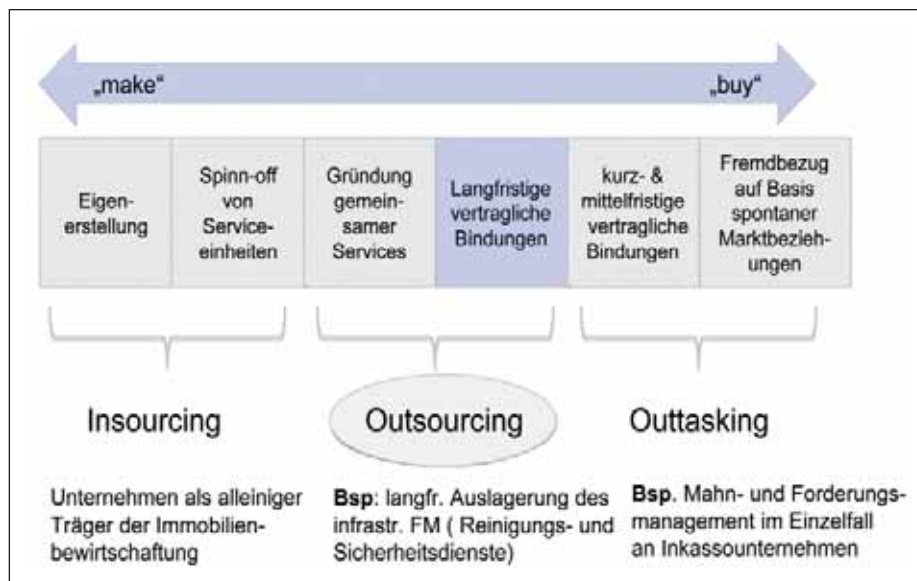 „make“ „buy“
Eigen-
erstellung
Spinn-off
von
Service-
einheiten
Gründung
gemein-
samer
Services
Langfristige
vertragliche
Bindungen
kurz- &
mittelfristige
vertragliche
Bindungen
Fremdbezug
auf Basis
spontaner
Marktbezieh-
ungen
Insourcing
Outsourcing
Outtasking
Unternehmen als alleiniger
Träger der Immobilien-
bewirtschaftung
Bsp: langfr. Auslagerung des
infrastr. FM ( Reinigungs- und
Sicherheitsdienste)
Bsp. Mahn- und Forderungs-
management im Einzelfall
an Inkassounternehmen